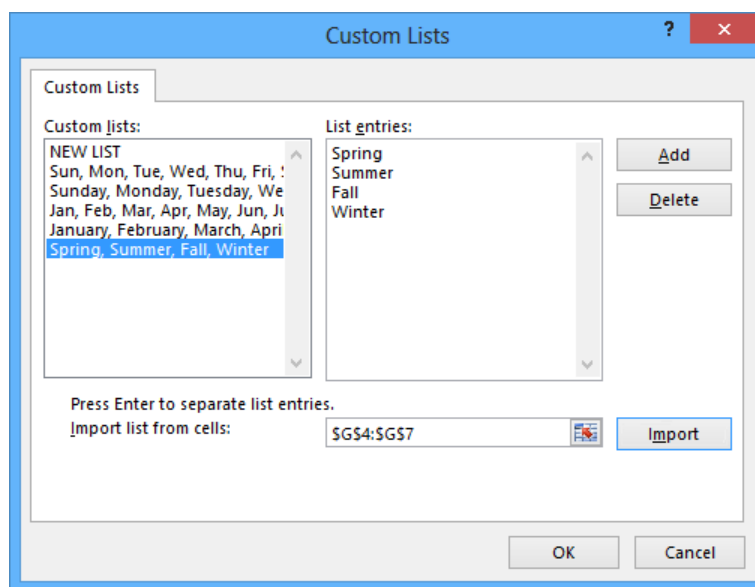 Custom Lists
?
Custom Lists
Custom lists:
NEW LIST
Sun, Mon, Tue, Wed, Thu, Fri,
Sunday, Monday, Tuesday, We
Jan, Feb, Mar, Apr, May, Jun,
January, February, March, Apri
Spring, Summer, Fall, Winter
List entries:
Spring
Summer
Fall
Winter
Add
Delete
Press Enter to separate list entries.
Import list from cells:
$G$4:$G$7
Import
OK
Cancel